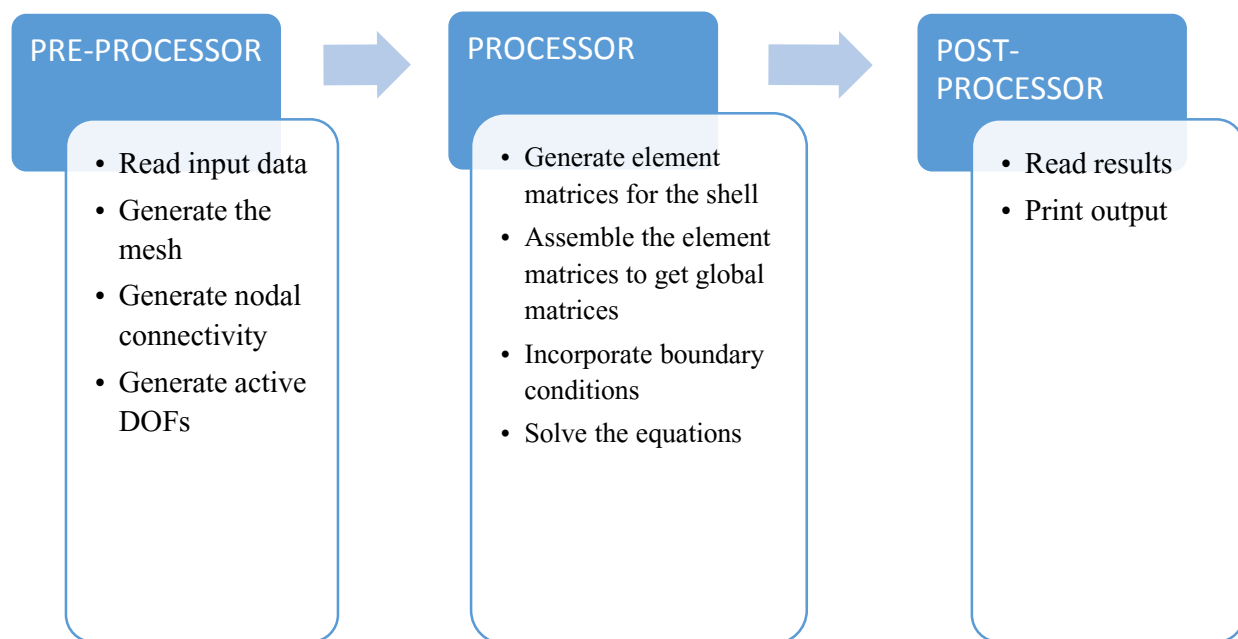 PRE-PROCESSOR
• Read input data
• Generate the
mesh
• Generate nodal
connectivity
• Generate active
DOFs
PROCESSOR
• Generate element
matrices for the shell
• Assemble the element
matrices to get global
matrices
• Incorporate boundary
conditions
• Solve the equations
POST-
PROCESSOR
• Read results
• Print output